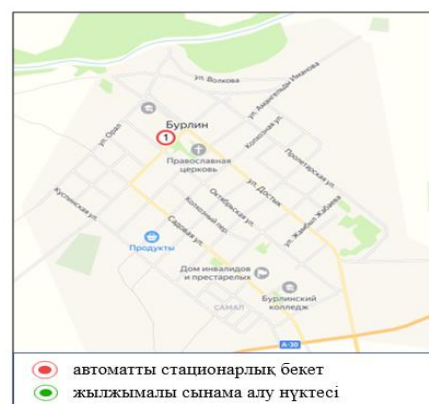 ул. Волкова
ул. Амангельды Иманова
ул. Орал
Бурлин
1
Колхозная ул.
Православная
церковь
Пролетарская ул.
ул. Достык
Куспинская ул.
Октябрьская ул.
Колхозный пер.
ул. Жамбыл Жабаева
Садовая ул.
Продукты
Дом инвалидов
и престарелых
Бурлинский
колледж
САМАЛ
А-30
автоматты стационарлық бекет
жылжымалы сынама алу нүктесі